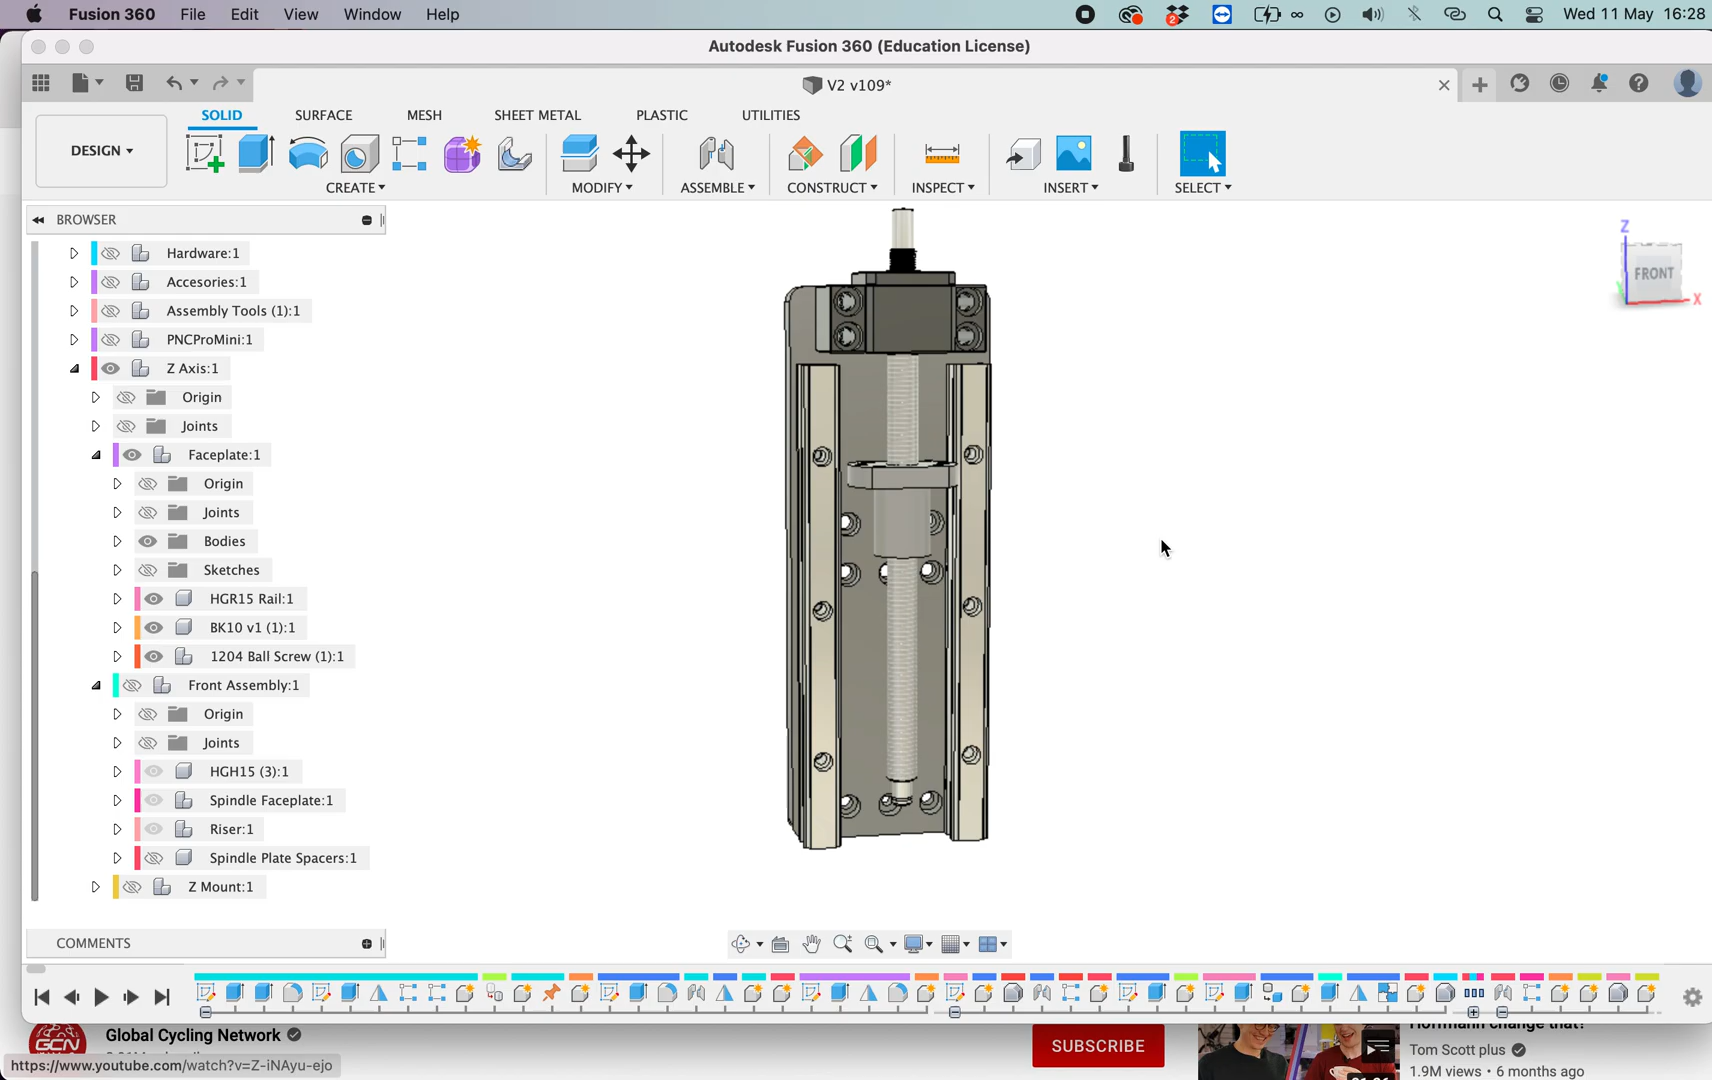 Fusion 360 File Edit View Window Help
2
Wed 11 May 16:28
Autodesk Fusion 360 (Education License)
V2 v109*
SOLID SURFACE MESH SHEET METAL PLASTIC UTILITIES
DESIGN
CREATE MODIFY ASSEMBLE CONSTRUCT INSPECT INSERT SELECT
BROWSER
Z
FRONT
X
Hardware:1
Accesories:1
Assembly Tools (1):1
PNCProMini:1
Z Axis:1
Origin
Joints
Faceplate:1
Origin
Joints
Bodies
Sketches
HGR15 Rail:1
BK10 v1 (1):1
1204 Ball Screw (1):1
Front Assembly:1
Origin
Joints
HGH15 (3):1
Spindle Faceplate:1
Riser:1
Spindle Plate Spacers:1
Z Mount:1
COMMENTS
GCN
Global Cycling Network
SUBSCRIBE
Hoffmann change that?
Tom Scott plus
1.9M views • 6 months ago
https://www.youtube.com/watch?v=Z-iNAyu-ejo